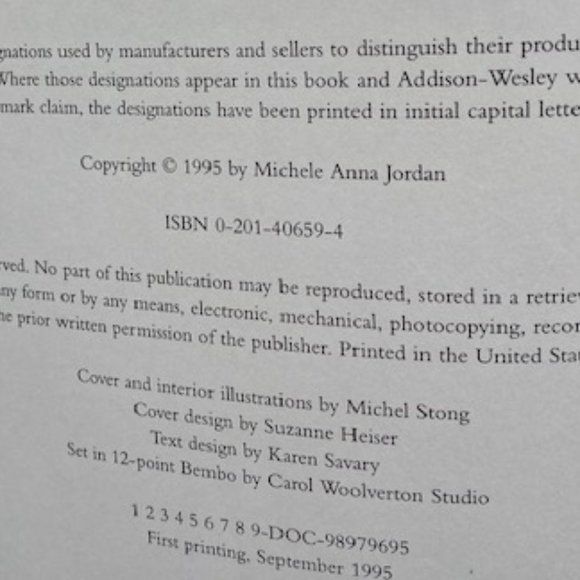 gnations used by manufacturers and sellers to distinguish their produ
Where those designations appear in this book and Addison-Wesley w
mark claim, the designations have been printed in initial capital lette
Copyright © 1995 by Michele Anna Jordan
ISBN 0-201-40659-4
rved. No part of this publication may be reproduced, stored in a retrie
ny form or by any means, electronic, mechanical, photocopying, recor
he prior written permission of the publisher. Printed in the United Sta
Cover and interior illustrations by Michel Stong
Cover design by Suzanne Heiser
Text design by Karen Savary
Set in 12-point Bembo by Carol Woolverton Studio
1 2 3 4 5 6 7 8 9-DOC-98979695
First printing, September 1995